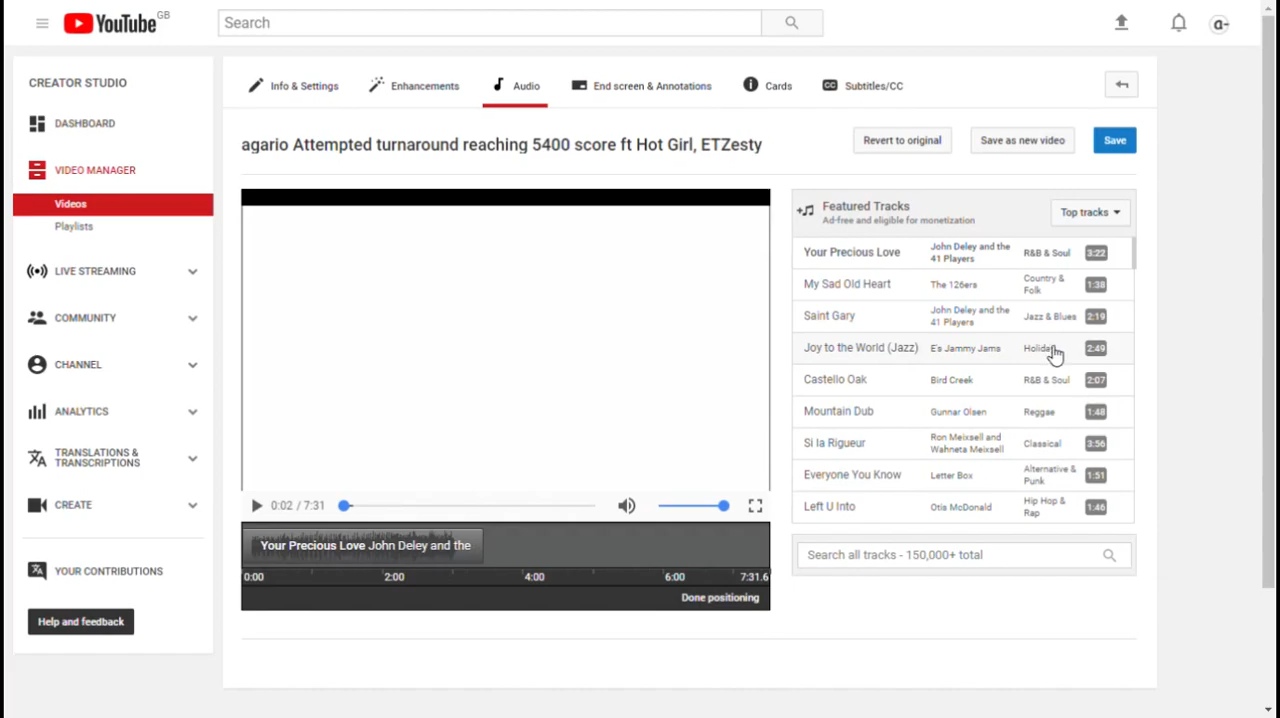 YouTube GB
Search
CREATOR STUDIO
DASHBOARD
VIDEO MANAGER
Videos
Playlists
LIVE STREAMING
COMMUNITY
CHANNEL
ANALYTICS
TRANSLATIONS &
TRANSCRIPTIONS
CREATE
YOUR CONTRIBUTIONS
Help and feedback
Info & Settings
Enhancements
Audio
End screen & Annotations
Cards
CC Subtitles/CC
a-
agario Attempted turnaround reaching 5400 score ft Hot Girl, ETZesty
Revert to original
Save as new video
Save
0:02 / 7:31
Your Precious Love John Deley and the
0:00 2:00 4:00 6:00 7:31.6
Done positioning
Featured Tracks
Ad-free and eligible for monetization
Top tracks
Your Precious Love John Deley and the 41 Players R&B & Soul 3:22
My Sad Old Heart The 126ers Country & Folk 1:38
Saint Gary John Deley and the 41 Players Jazz & Blues 2:19
Joy to the World (Jazz) E's Jammy Jams Holiday 2:49
Castello Oak Bird Creek R&B & Soul 2:07
Mountain Dub Gunnar Olsen Reggae 1:48
Si la Rigueur Ron Meixsell and Wahneta Meixsell Classical 3:56
Everyone You Know Letter Box Alternative & Punk 1:51
Left U Into Otis McDonald Hip Hop & Rap 1:46
Search all tracks - 150,000+ total